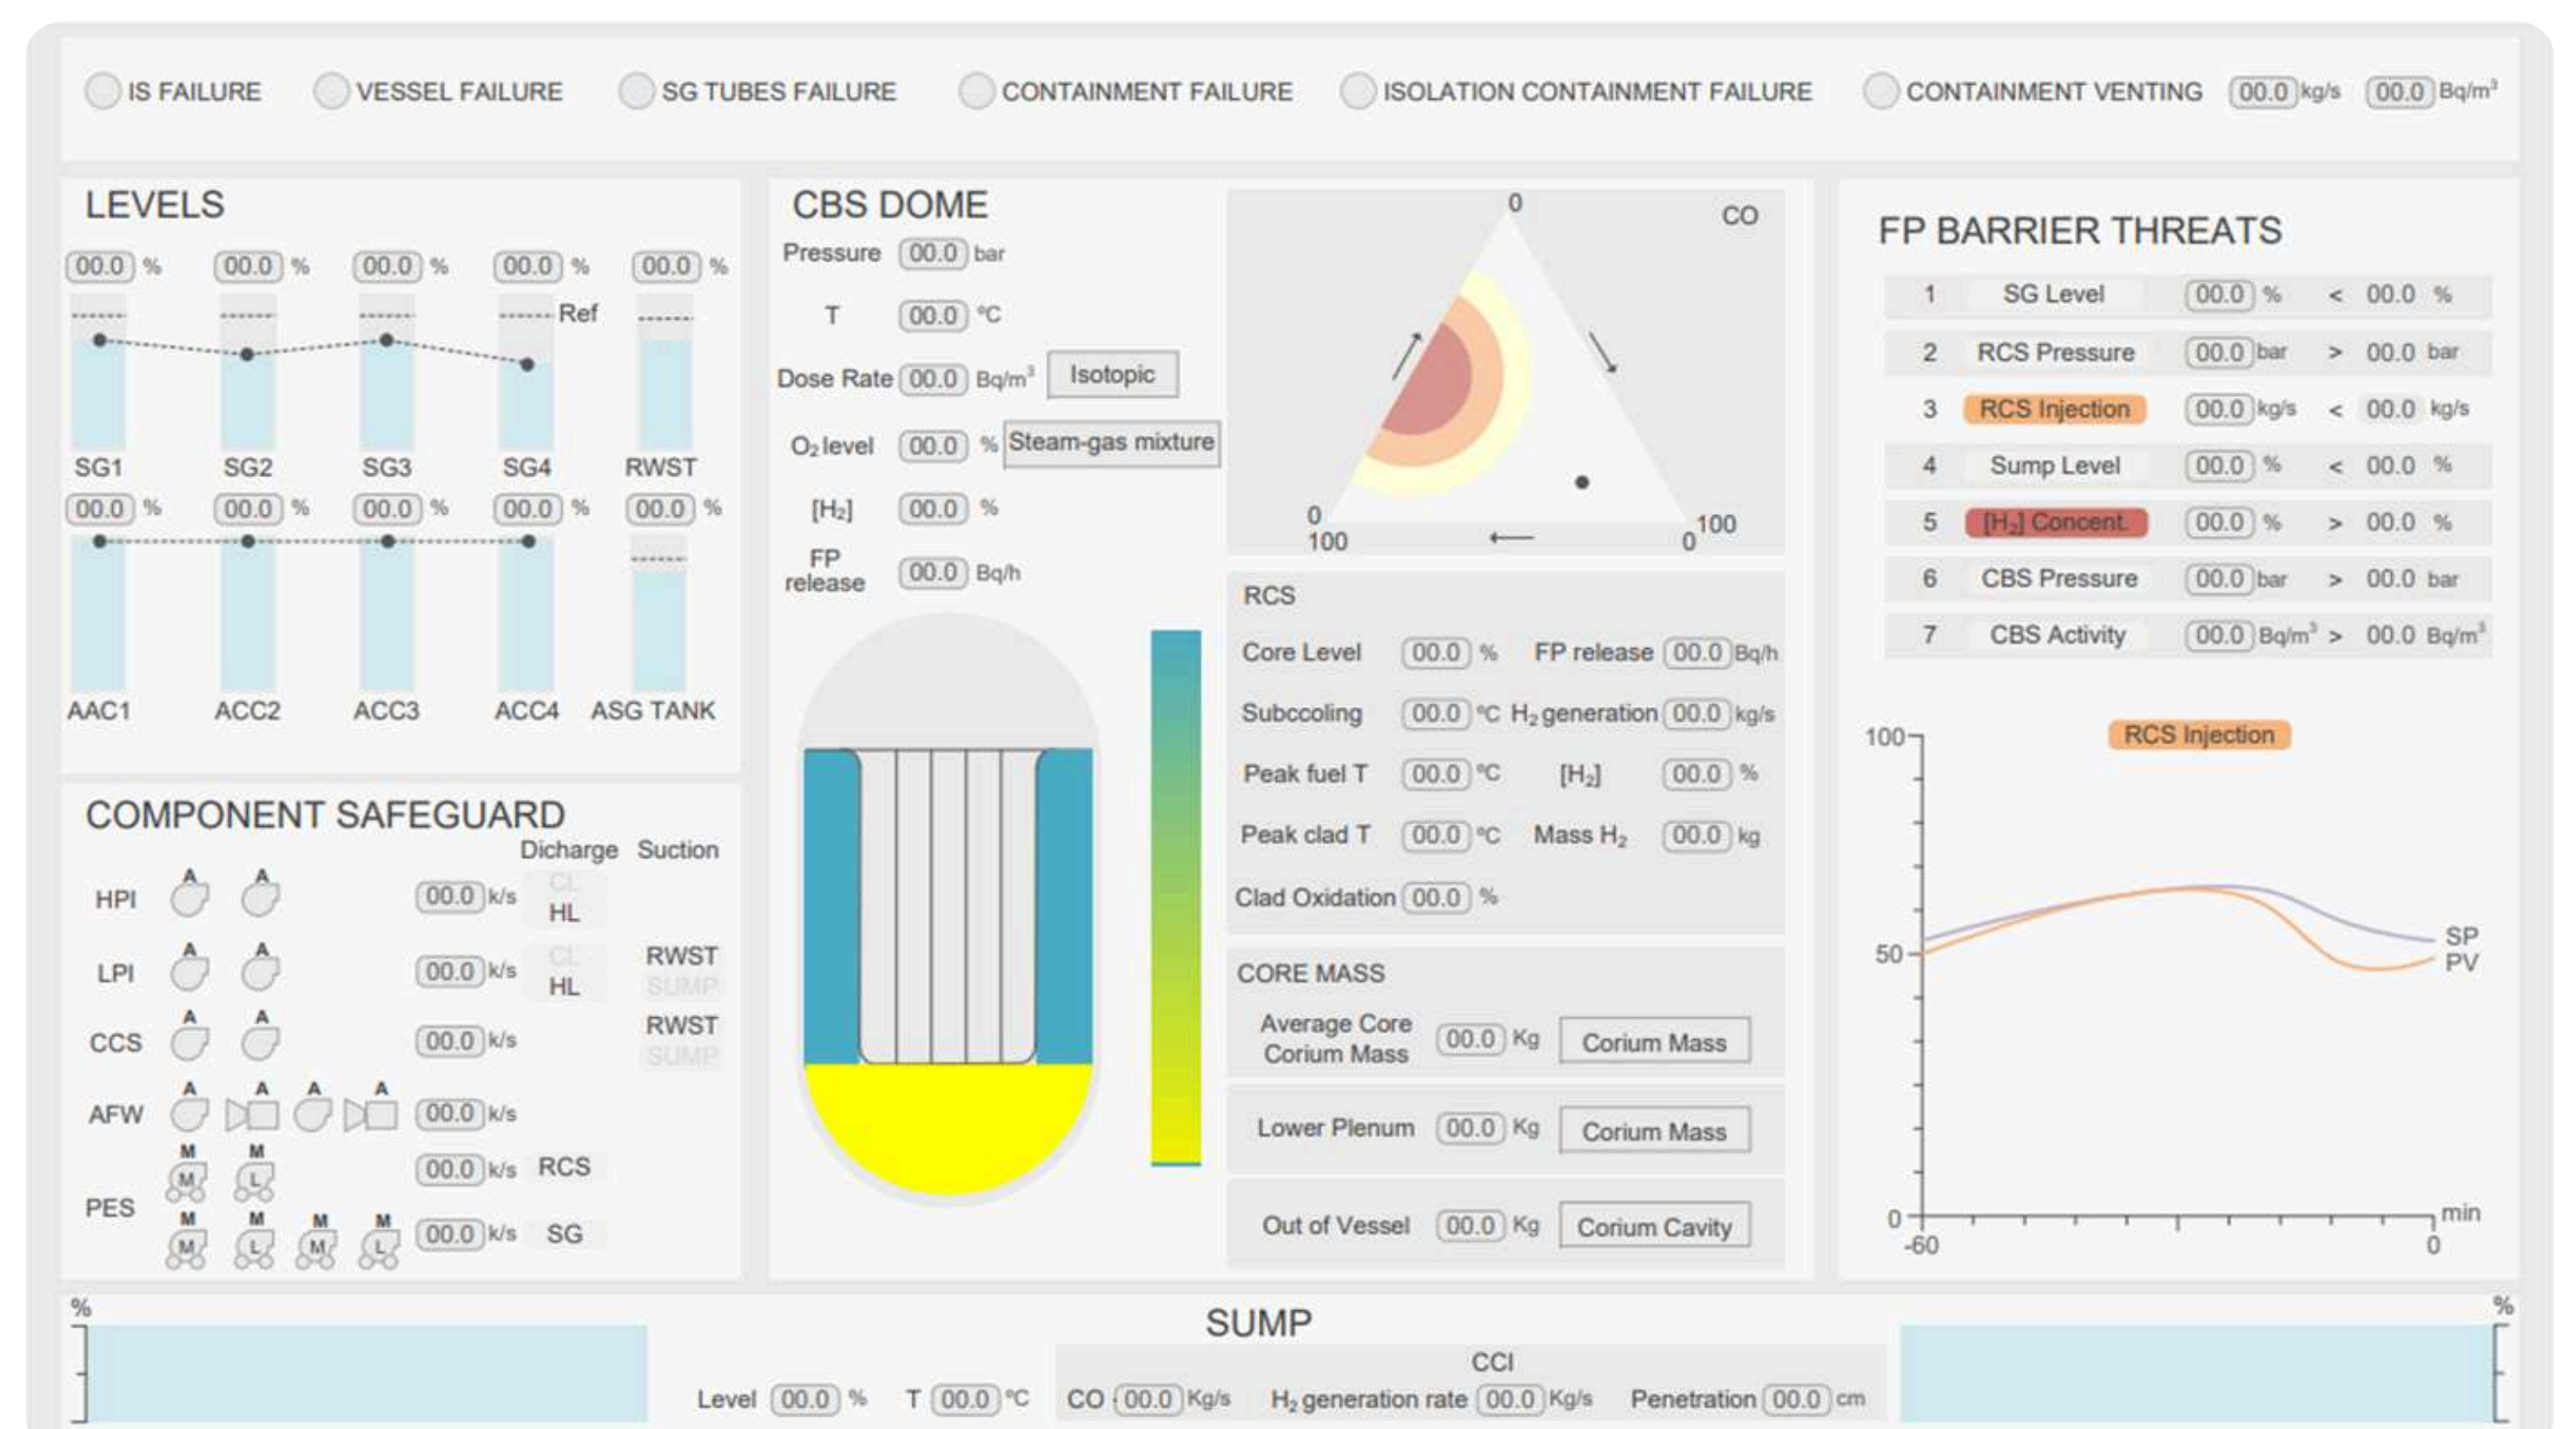 IS FAILURE VESSEL FAILURE SG TUBES FAILURE CONTAINMENT FAILURE ISOLATION CONTAINMENT FAILURE CONTAINMENT VENTING 00.0 kg/s 00.0 Bq/m³
LEVELS
00.0 % 00.0 % 00.0 % 00.0 % 00.0 %
Ref
SG1 SG2 SG3 SG4 RWST
00.0 % 00.0 % 00.0 % 00.0 % 00.0 %
AAC1 ACC2 ACC3 ACC4 ASG TANK
COMPONENT SAFEGUARD
Dicharge Suction
A A
HPI 00.0 k/s CL
HL
A A
LPI 00.0 k/s CL RWST
HL SUMP
A A
CCS 00.0 k/s RWST
SUMP
A A A A
AFW 00.0 k/s
M M
M L 00.0 k/s RCS
PES
M M M M
M L M L 00.0 k/s SG
CBS DOME
Pressure 00.0 bar
T 00.0 ºC
Dose Rate 00.0 Bq/m³ Isotopic
O₂ level 00.0 % Steam-gas mixture
[H₂] 00.0 %
FP
release 00.0 Bq/h
0
CO
0
100
100
0
RCS
Core Level 00.0 % FP release 00.0 Bq/h
Subccoling 00.0 ºC H₂ generation 00.0 kg/s
Peak fuel T 00.0 ºC [H₂] 00.0 %
Peak clad T 00.0 ºC Mass H₂ 00.0 kg
Clad Oxidation 00.0 %
CORE MASS
Average Core
Corium Mass 00.0 Kg Corium Mass
Lower Plenum 00.0 Kg Corium Mass
Out of Vessel 00.0 Kg Corium Cavity
FP BARRIER THREATS
1 SG Level 00.0 % < 00.0 %
2 RCS Pressure 00.0 bar > 00.0 bar
3 RCS Injection 00.0 kg/s < 00.0 kg/s
4 Sump Level 00.0 % < 00.0 %
5 [H₂] Concent. 00.0 % > 00.0 %
6 CBS Pressure 00.0 bar > 00.0 bar
7 CBS Activity 00.0 Bq/m³ > 00.0 Bq/m³
RCS Injection
100
50
0
SP
PV
min
-60 0
SUMP
%
%
CCI
Level 00.0 % T 00.0 ºC CO 00.0 Kg/s H₂ generation rate 00.0 Kg/s Penetration 00.0 cm